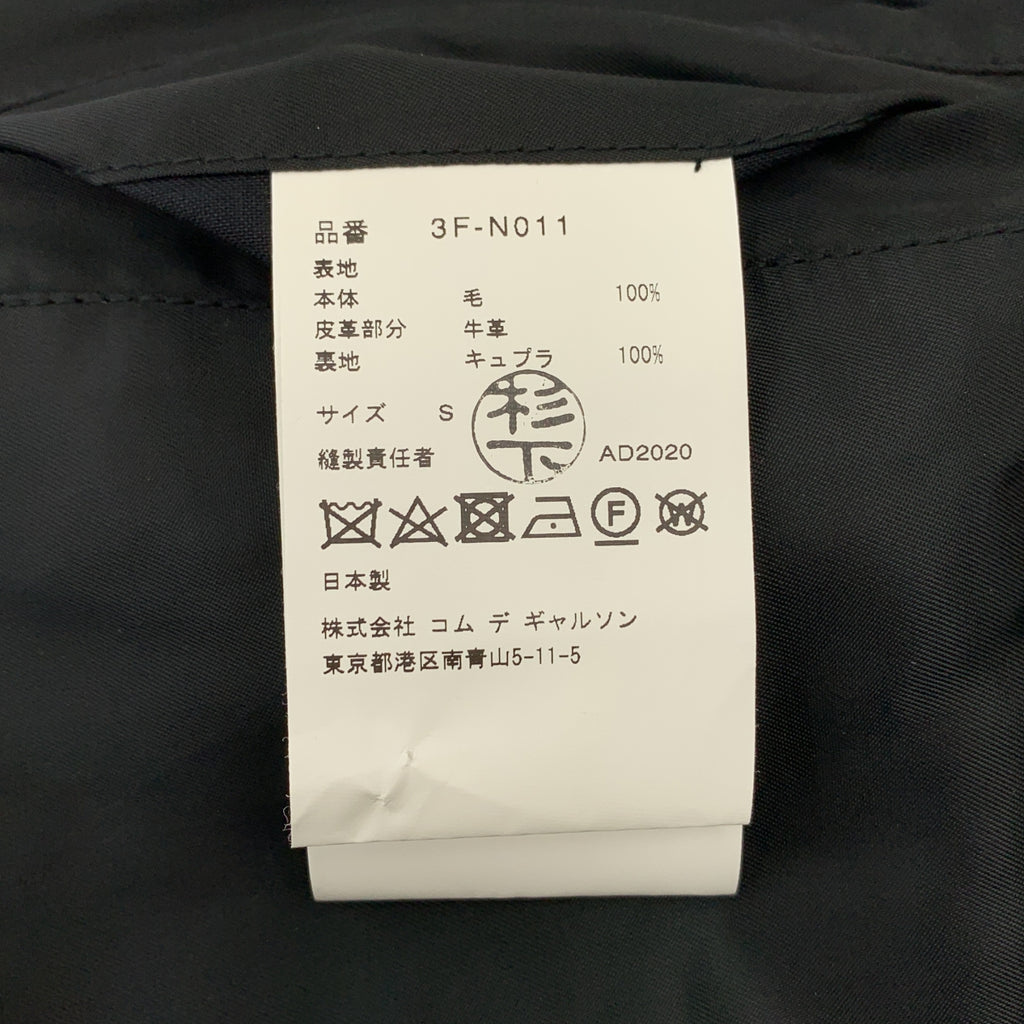 品番 3F-N011
表地
本体 毛 100%
皮革部分 牛革
裏地 キュプラ 100%
サイズ S
杉下
縫製責任者 AD2020
F W
日本製
株式会社 コム デ ギャルソン
東京都港区南青山5-11-5